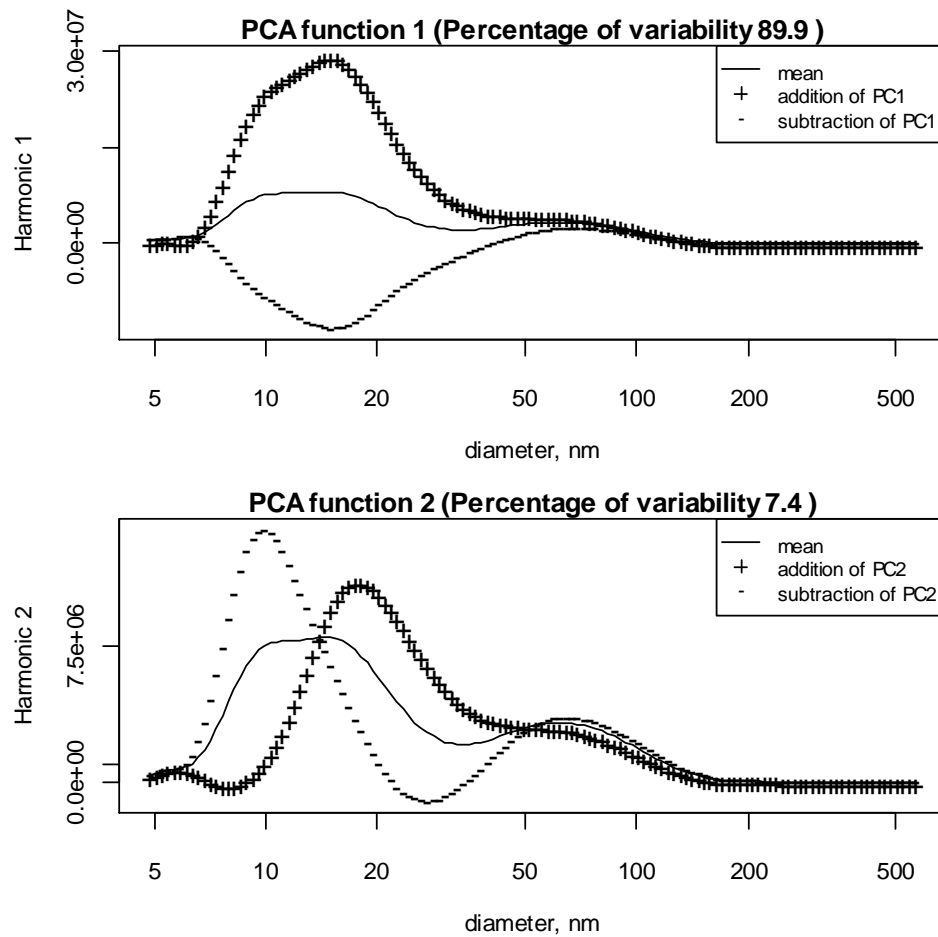 PCA function 1 (Percentage of variability 89.9 )
3.0e+07
0.0e+00
Harmonic 1
mean
addition of PC1
subtraction of PC1
5 10 20 50 100 200 500
diameter, nm
PCA function 2 (Percentage of variability 7.4 )
7.5e+06
0.0e+00
Harmonic 2
mean
addition of PC2
subtraction of PC2
5 10 20 50 100 200 500
diameter, nm